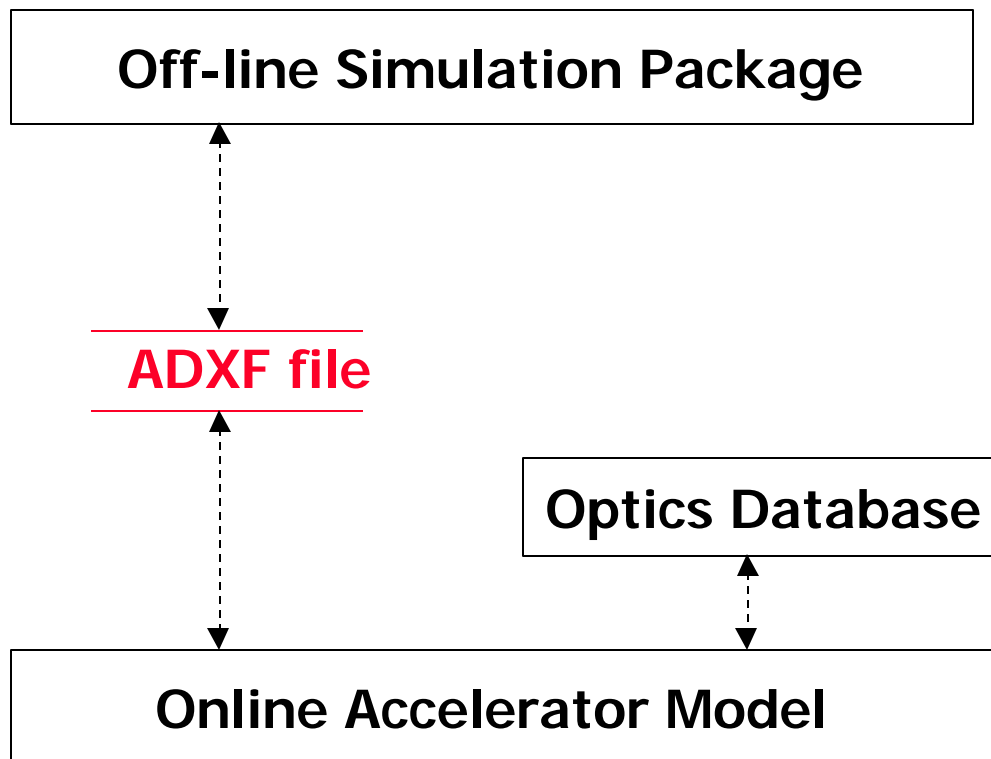 Off-line Simulation Package
ADXF file
Optics Database
Online Accelerator Model